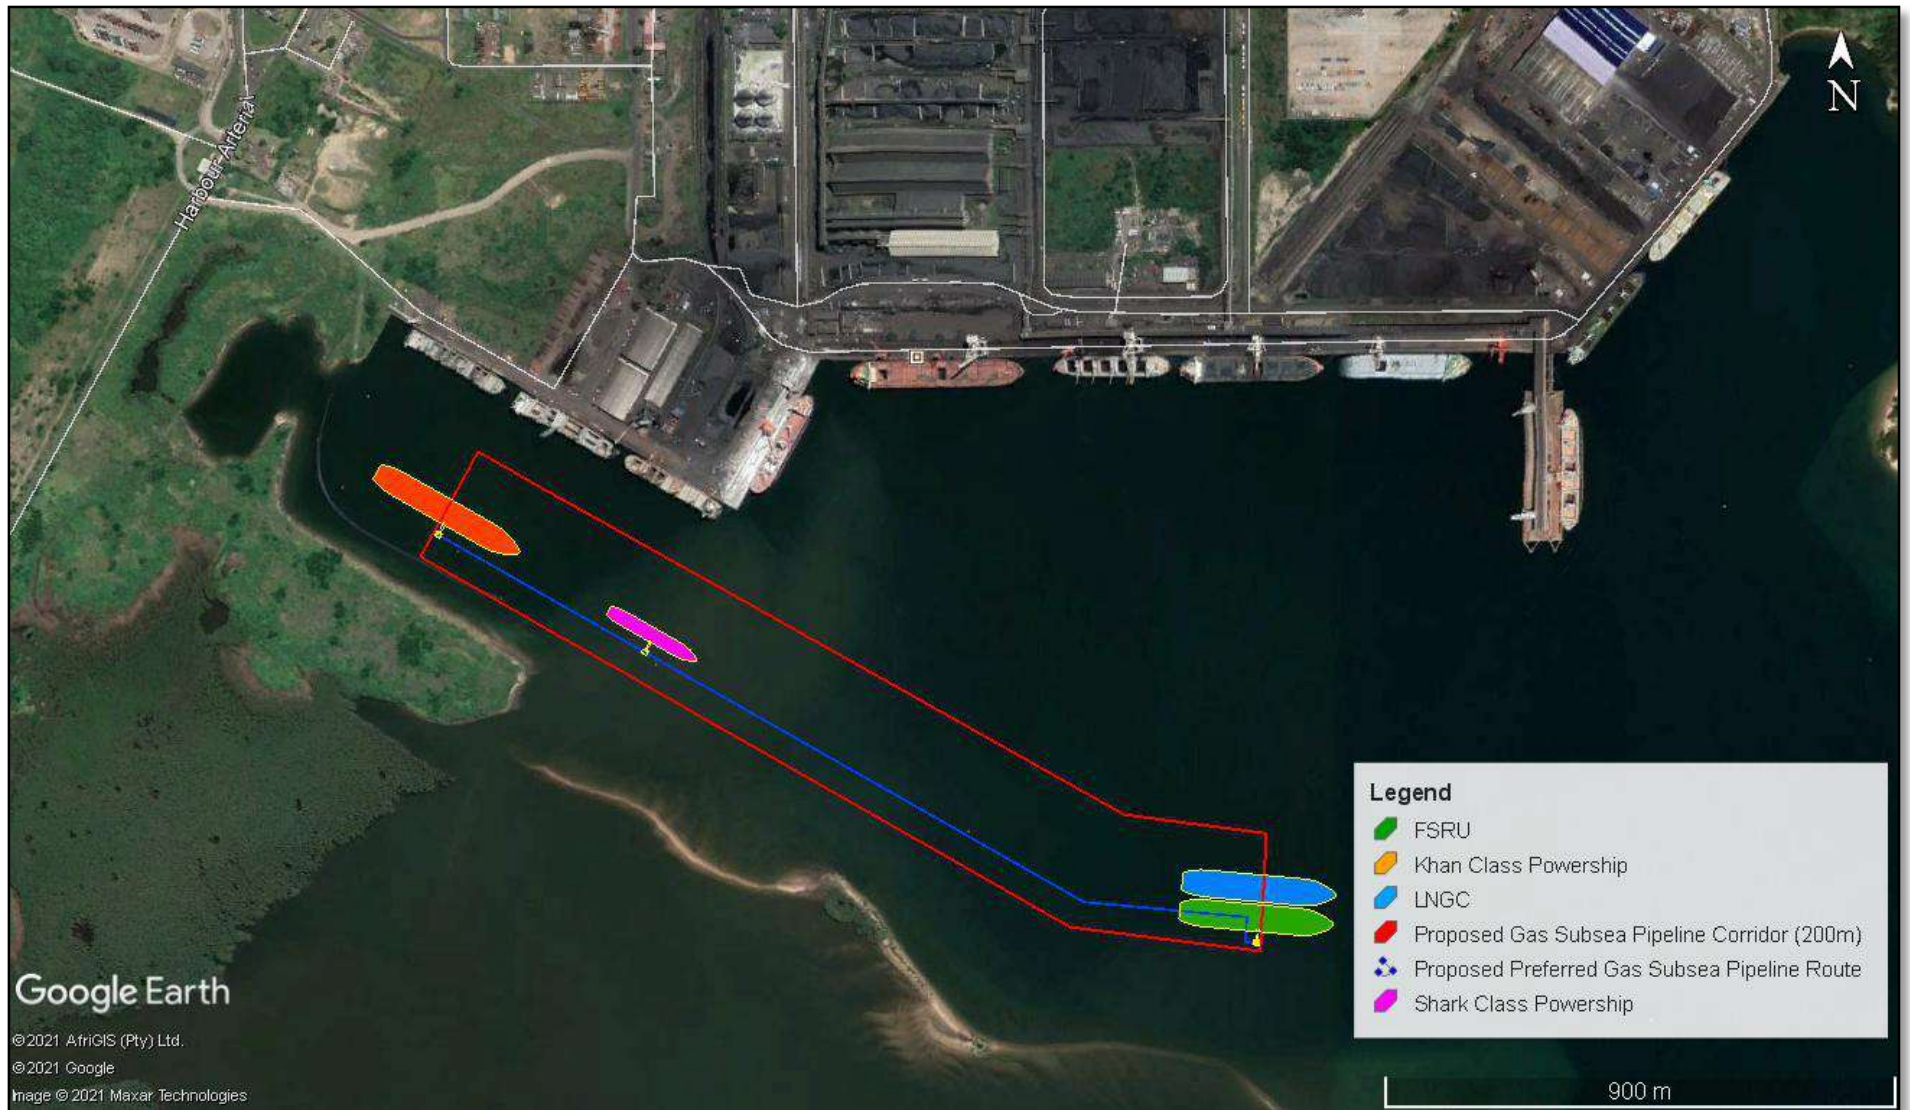 N
Harbour Arterial
Legend
FSRU
Khan Class Powership
LNGC
Proposed Gas Subsea Pipeline Corridor (200m)
Proposed Preferred Gas Subsea Pipeline Route
Shark Class Powership
Google Earth
©2021 AfriGIS (Pty) Ltd.
©2021 Google
Image © 2021 Maxar Technologies
900 m